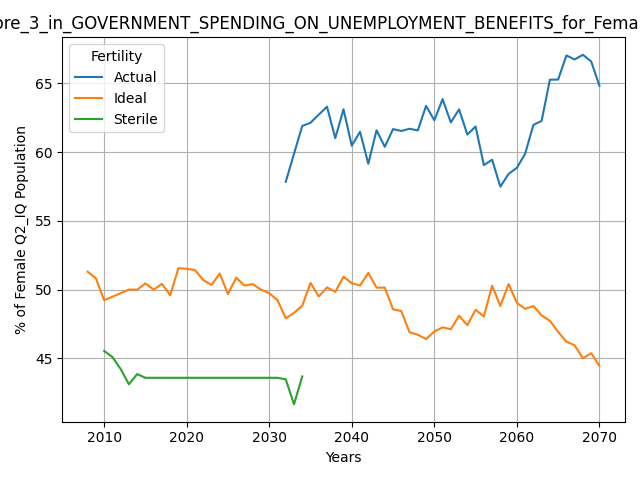 ore_3_in_GOVERNMENT_SPENDING_ON_UNEMPLOYMENT_BENEFITS_for_Fema
Fertility
Actual
Ideal
Sterile
% of Female Q2_IQ Population
65
60
55
50
45
2010
2020
2030
2040
2050
2060
2070
Years